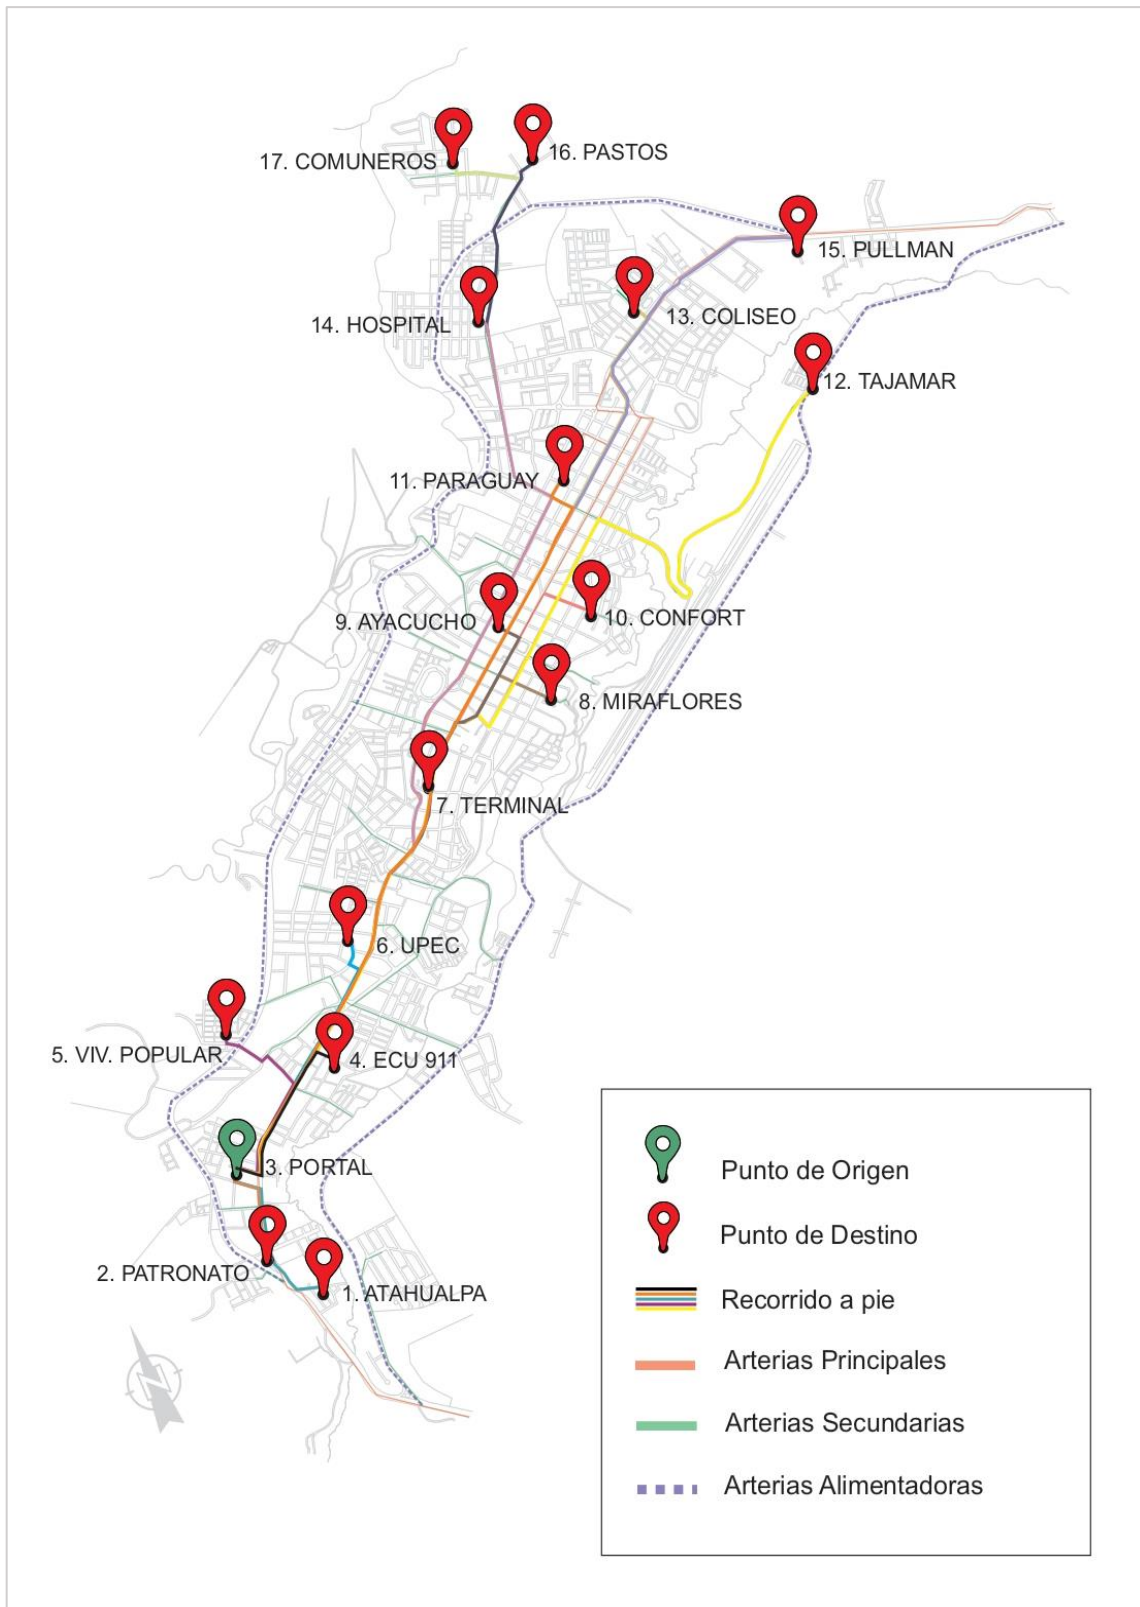 16. PASTOS
17. COMUNEROS
15. PULLMAN
13. COLISEO
14. HOSPITAL
12. TAJAMAR
11. PARAGUAY
10. CONFORT
9. AYACUCHO
8. MIRAFLORES
7. TERMINAL
6. UPEC
5. VIV. POPULAR
4. ECU 911
3. PORTAL
2. PATRONATO
1. ATAHUALPA
Punto de Origen
Punto de Destino
Recorrido a pie
Arterias Principales
Arterias Secundarias
Arterias Alimentadoras